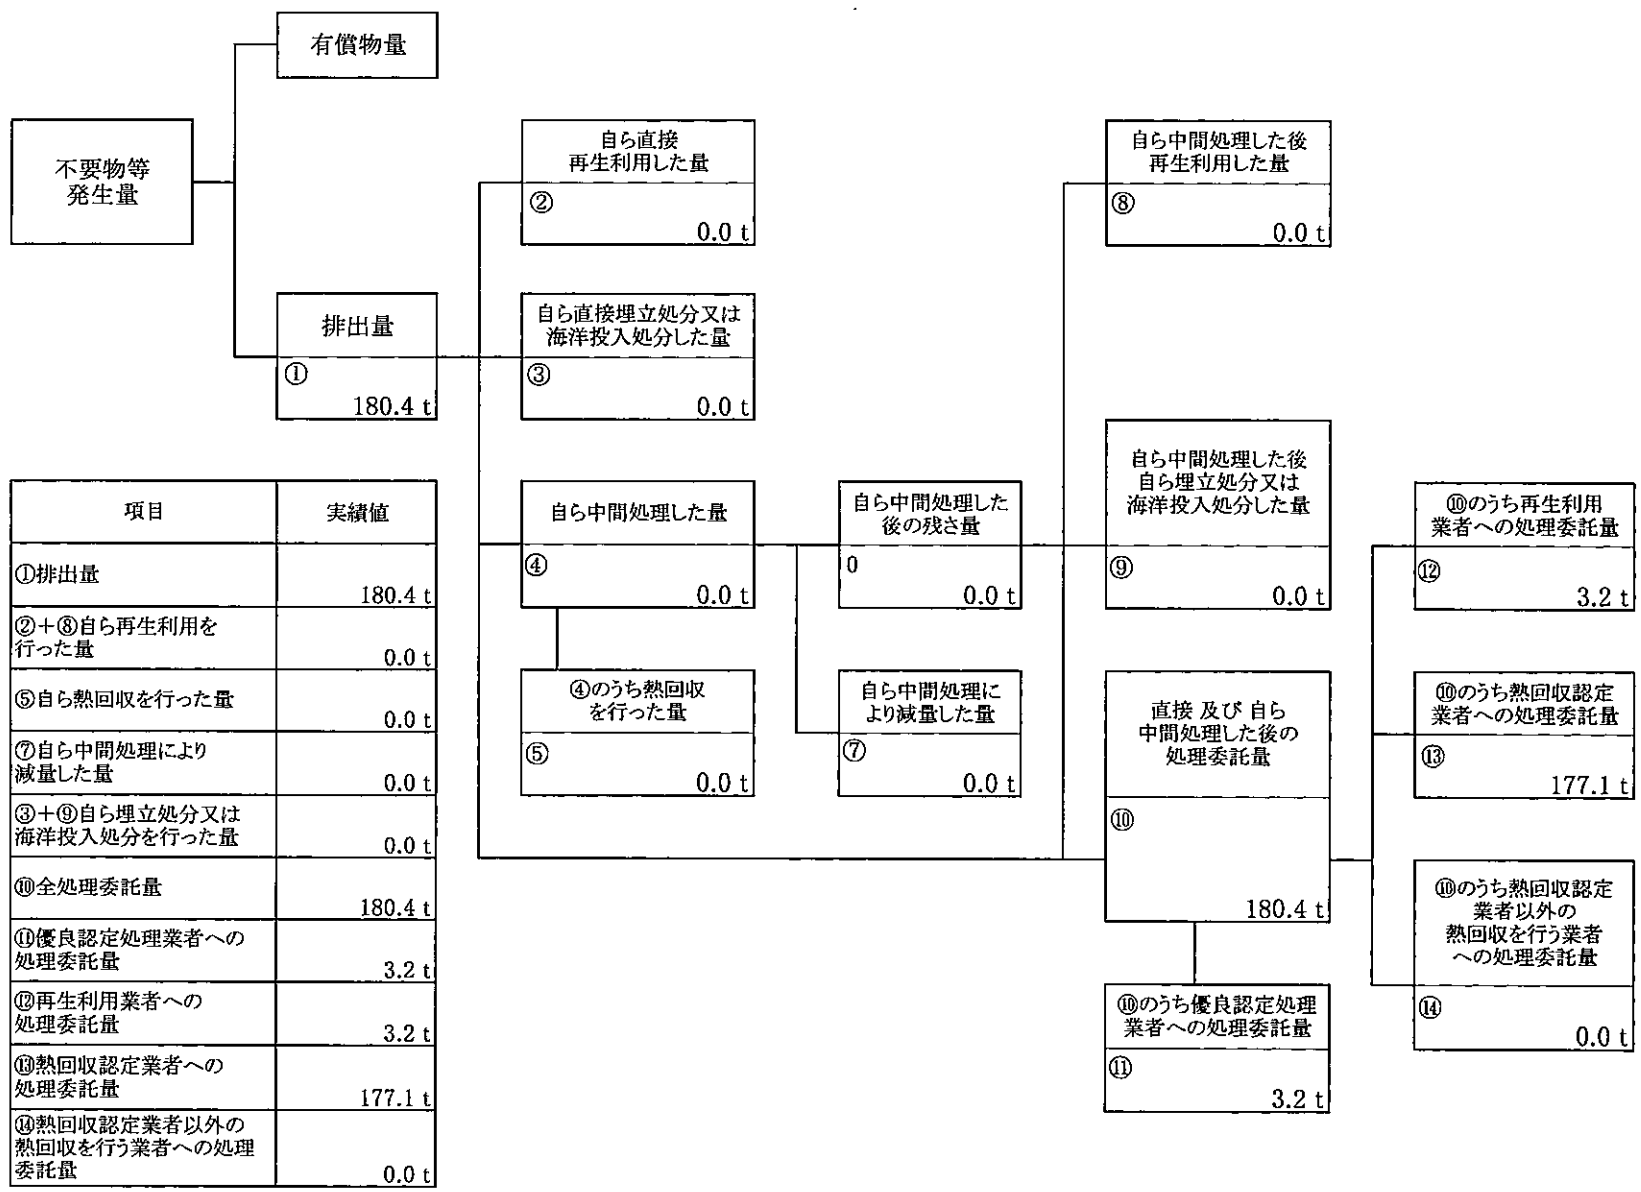 有償物量
不要物等
発生量
自ら直接
再生利用した量
②
0.0 t
自ら中間処理した後
再生利用した量
⑧
0.0 t
排出量
①
180.4 t
自ら直接埋立処分又は
海洋投入処分した量
③
0.0 t
自ら中間処理した量
④
0.0 t
自ら中間処理した
後の残さ量
0
0.0 t
自ら中間処理した後
自ら埋立処分又は
海洋投入処分した量
⑨
0.0 t
⑩のうち再生利用
業者への処理委託量
⑫
3.2 t
④のうち熱回収
を行った量
⑤
0.0 t
自ら中間処理に
より減量した量
⑦
0.0 t
直接 及び 自ら
中間処理した後の
処理委託量
⑩
180.4 t
⑩のうち熱回収認定
業者への処理委託量
⑬
177.1 t
⑩のうち熱回収認定
業者以外の
熱回収を行う業者
への処理委託量
⑭
0.0 t
⑩のうち優良認定処理
業者への処理委託量
⑪
3.2 t
項目 実績値
①排出量
180.4 t
②+⑧自ら再生利用を
行った量
0.0 t
⑤自ら熱回収を行った量
0.0 t
⑦自ら中間処理により
減量した量
0.0 t
③+⑨自ら埋立処分又は
海洋投入処分を行った量
0.0 t
⑩全処理委託量
180.4 t
⑪優良認定処理業者への
処理委託量
3.2 t
⑫再生利用業者への
処理委託量
3.2 t
⑬熱回収認定業者への
処理委託量
177.1 t
⑭熱回収認定業者以外の
熱回収を行う業者への処理
委託量
0.0 t